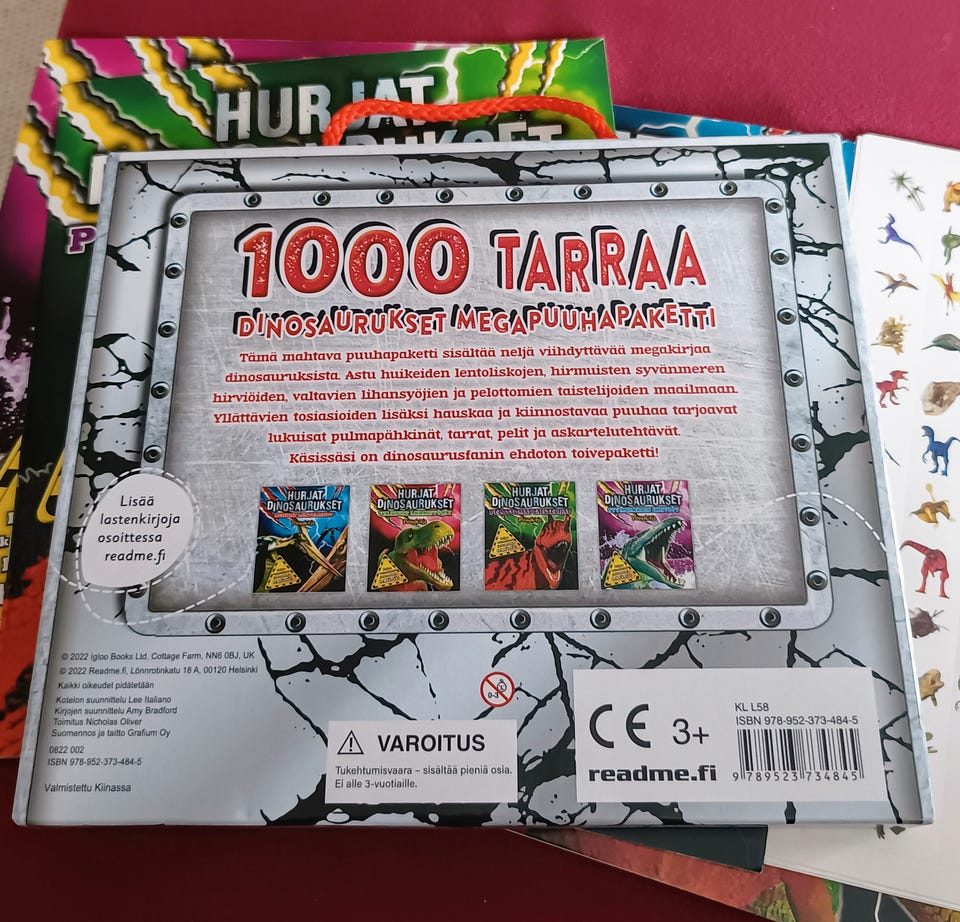 HURJAT
1000 TARRAA
DINOSAURUKSET MEGAPUUHAPAKETTI
Tämä mahtava puuhapaketti sisältää neljä viihdyttävää megakirjaa
dinosauruksista. Astu huikeiden lentoliskojen, hirmuisten syvänmeren
hirviöiden, valtavien lihansyöjien ja pelottomien taistelijoiden maailmaan.
Yllättävien tosiasioiden lisäksi hauskaa ja kiinnostavaa puuhaa tarjoavat
lukuisat pulmapähkinät, tarrat, pelit ja askartelutehtävät.
Käsissäsi on dinosaurusfanin ehdoton toivepaketti!
Lisää
lastenkirjoja
osoittessa
readme.fi
HURJAT
DINOSAURUKSET
HURJAT
DINOSAURUKSET
HURJAT
DINOSAURUKSET
HURJAT
DINOSAURUKSET
© 2022 Igloo Books Ltd, Cottage Farm, NN6 0BJ, UK
© 2022 Readme.fi, Lönnrotinkatu 18 A, 00120 Helsinki
Kaikki oikeudet pidätetään
Kotelon suunnittelu Lee Italiano
Kirjojen suunnittelu Amy Bradford
Toimitus Nicholas Oliver
Suomennos ja taitto Grafium Oy
0822 002
ISBN 978-952-373-484-5
Valmistettu Kiinassa
0-3
VAROITUS
Tukehtumisvaara – sisältää pieniä osia.
Ei alle 3-vuotiaille.
CE 3+
readme.fi
KL L58
ISBN 978-952-373-484-5
9 789523 734845